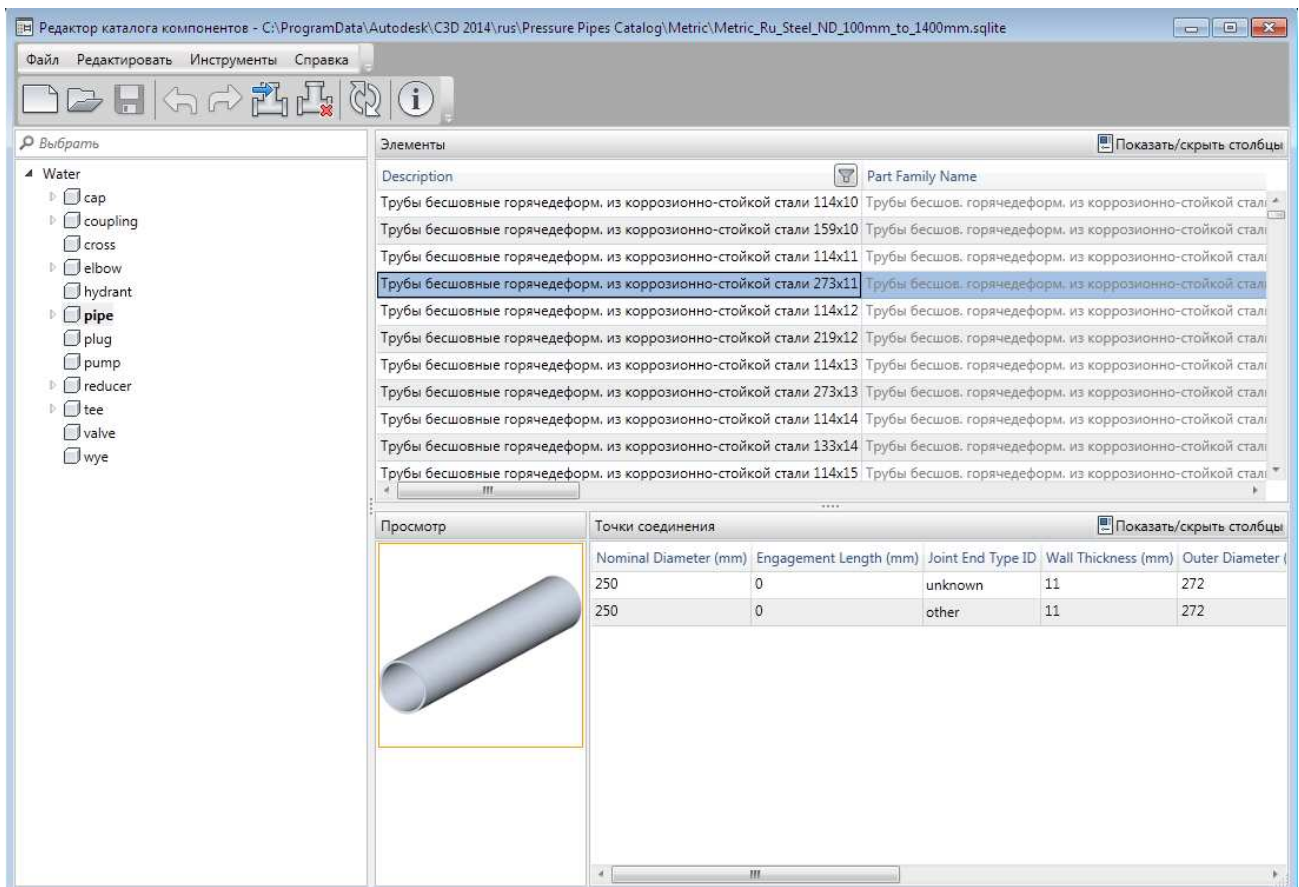 Редактор каталога компонентов - C:\ProgramData\Autodesk\C3D 2014\rus\Pressure Pipes Catalog\Metric\Metric_Ru_Steel_ND_100mm_to_1400mm.sqlite
Файл Редактировать Инструменты Справка
Выбрать
Water
cap
coupling
cross
elbow
hydrant
pipe
plug
pump
reducer
tee
valve
wye
Элементы Показать/скрыть столбцы
Description Part Family Name
Трубы бесшовные горячедеформ. из коррозионно-стойкой стали 114x10 Трубы бесшов. горячедеформ. из коррозионно-стойкой стал
Трубы бесшовные горячедеформ. из коррозионно-стойкой стали 159x10 Трубы бесшов. горячедеформ. из коррозионно-стойкой стал
Трубы бесшовные горячедеформ. из коррозионно-стойкой стали 114x11 Трубы бесшов. горячедеформ. из коррозионно-стойкой стал
Трубы бесшовные горячедеформ. из коррозионно-стойкой стали 273x11 Трубы бесшов. горячедеформ. из коррозионно-стойкой стал
Трубы бесшовные горячедеформ. из коррозионно-стойкой стали 114x12 Трубы бесшов. горячедеформ. из коррозионно-стойкой стал
Трубы бесшовные горячедеформ. из коррозионно-стойкой стали 219x12 Трубы бесшов. горячедеформ. из коррозионно-стойкой стал
Трубы бесшовные горячедеформ. из коррозионно-стойкой стали 114x13 Трубы бесшов. горячедеформ. из коррозионно-стойкой стал
Трубы бесшовные горячедеформ. из коррозионно-стойкой стали 273x13 Трубы бесшов. горячедеформ. из коррозионно-стойкой стал
Трубы бесшовные горячедеформ. из коррозионно-стойкой стали 114x14 Трубы бесшов. горячедеформ. из коррозионно-стойкой стал
Трубы бесшовные горячедеформ. из коррозионно-стойкой стали 133x14 Трубы бесшов. горячедеформ. из коррозионно-стойкой стал
Трубы бесшовные горячедеформ. из коррозионно-стойкой стали 114x15 Трубы бесшов. горячедеформ. из коррозионно-стойкой стал
Просмотр
Точки соединения Показать/скрыть столбцы
Nominal Diameter (mm) Engagement Length (mm) Joint End Type ID Wall Thickness (mm) Outer Diameter (
250 0 unknown 11 272
250 0 other 11 272